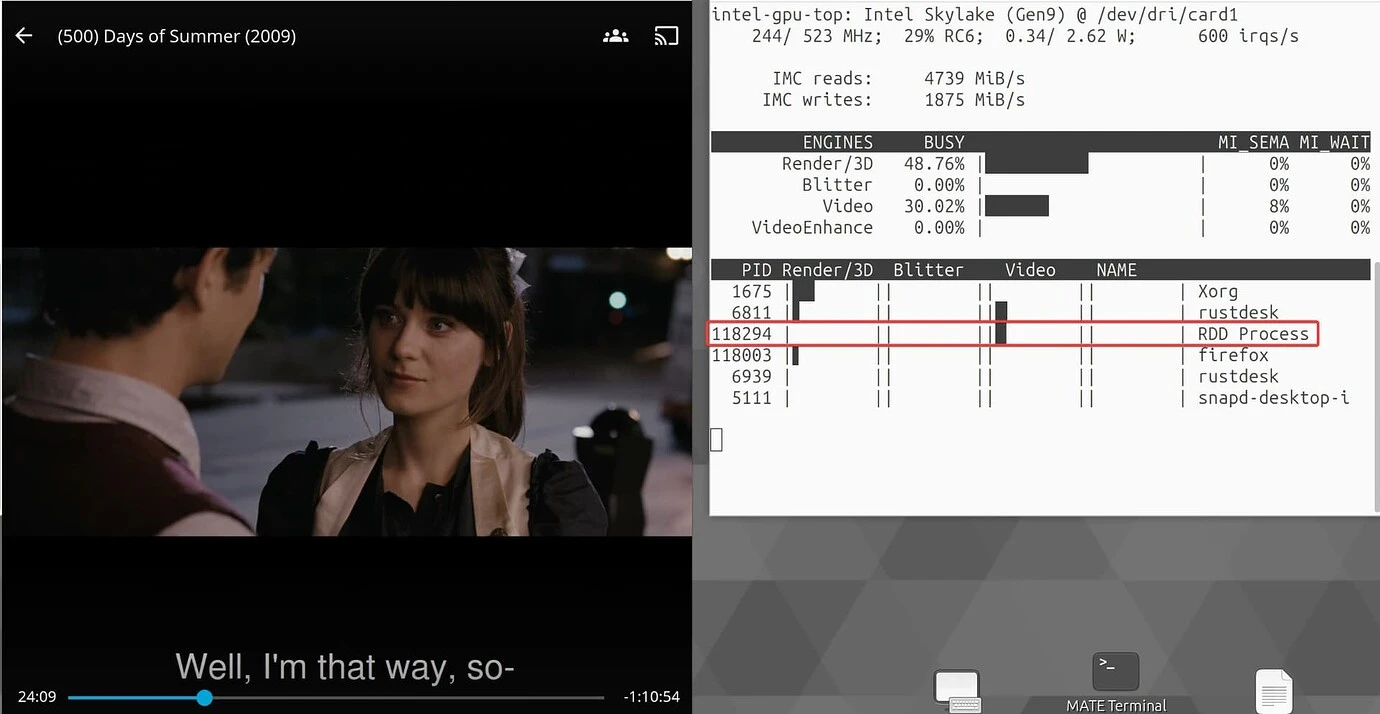 (500) Days of Summer (2009)
Well, I'm that way, so-
24:09 -1:10:54
intel-gpu-top: Intel Skylake (Gen9) @ /dev/dri/card1
244/ 523 MHz; 29% RC6; 0.34/ 2.62 W; 600 irqs/s
IMC reads: 4739 MiB/s
IMC writes: 1875 MiB/s
ENGINES BUSY MI_SEMA MI_WAIT
Render/3D 48.76% | | 0% 0%
Blitter 0.00% | | 0% 0%
Video 30.02% | | 8% 0%
VideoEnhance 0.00% | | 0% 0%
PID Render/3D Blitter Video NAME
1675 | || || || | Xorg
6811 | || || || | rustdesk
118294 | || || || | RDD Process
118003 | || || || | firefox
6939 | || || || | rustdesk
5111 | || || || | snapd-desktop-i
>_
MATE Terminal